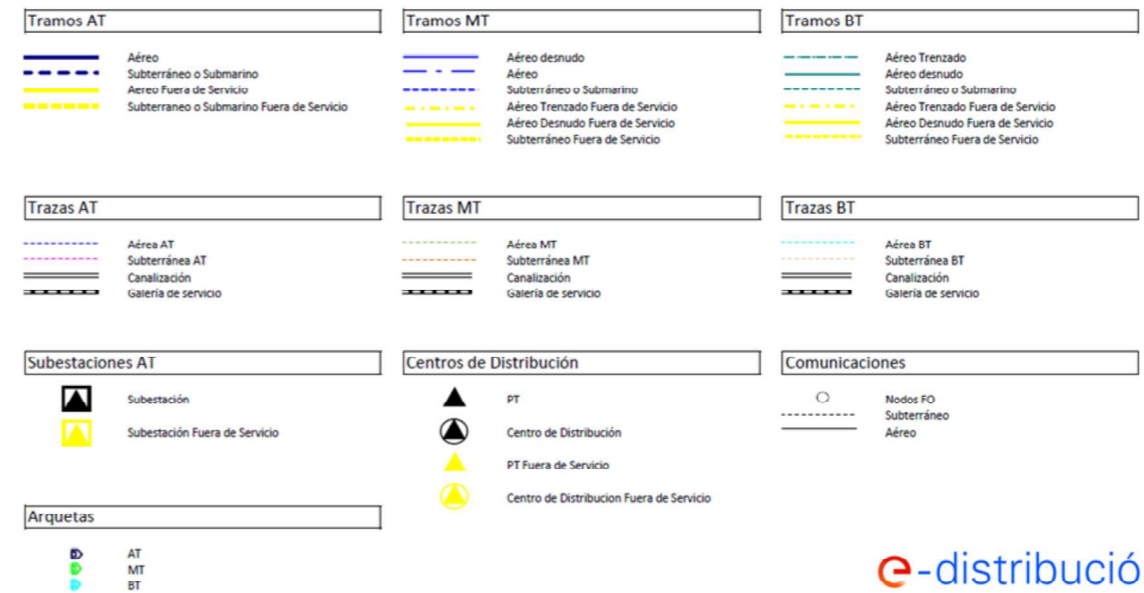 Tramos AT
Aéreo
Subterráneo o Submarino
Aereo Fuera de Servicio
Subterraneo o Submarino Fuera de Servicio
Tramos MT
Aéreo desnudo
Aéreo
Subterráneo o Submarino
Aéreo Trenzado Fuera de Servicio
Aéreo Desnudo Fuera de Servicio
Subterráneo Fuera de Servicio
Tramos BT
Aéreo Trenzado
Aéreo desnudo
Subterráneo o Submarino
Aéreo Trenzado Fuera de Servicio
Aéreo Desnudo Fuera de Servicio
Subterráneo Fuera de Servicio
Trazas AT
Aérea AT
Subterránea AT
Canalización
Galería de servicio
Trazas MT
Aérea MT
Subterránea MT
Canalización
Galería de servicio
Trazas BT
Aérea BT
Subterránea BT
Canalización
Galería de servicio
Subestaciones AT
Subestación
Subestación Fuera de Servicio
Centros de Distribución
PT
Centro de Distribución
PT Fuera de Servicio
Centro de Distribucion Fuera de Servicio
Comunicaciones
Nodos FO
Subterráneo
Aéreo
Arquetas
AT
MT
BT
e-distribució